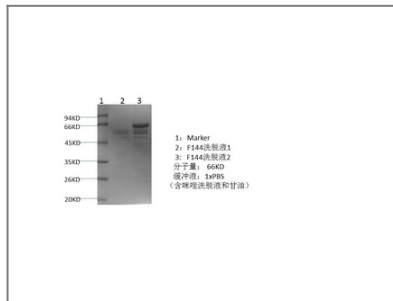 1 2 3
94KD
66KD
45KD
35KD
26KD
20KD
1: Marker
2: F144洗脱液1
3: F144洗脱液2
分子量: 66KD
缓冲液: 1xPBS
(含咪唑洗脱液和甘油)